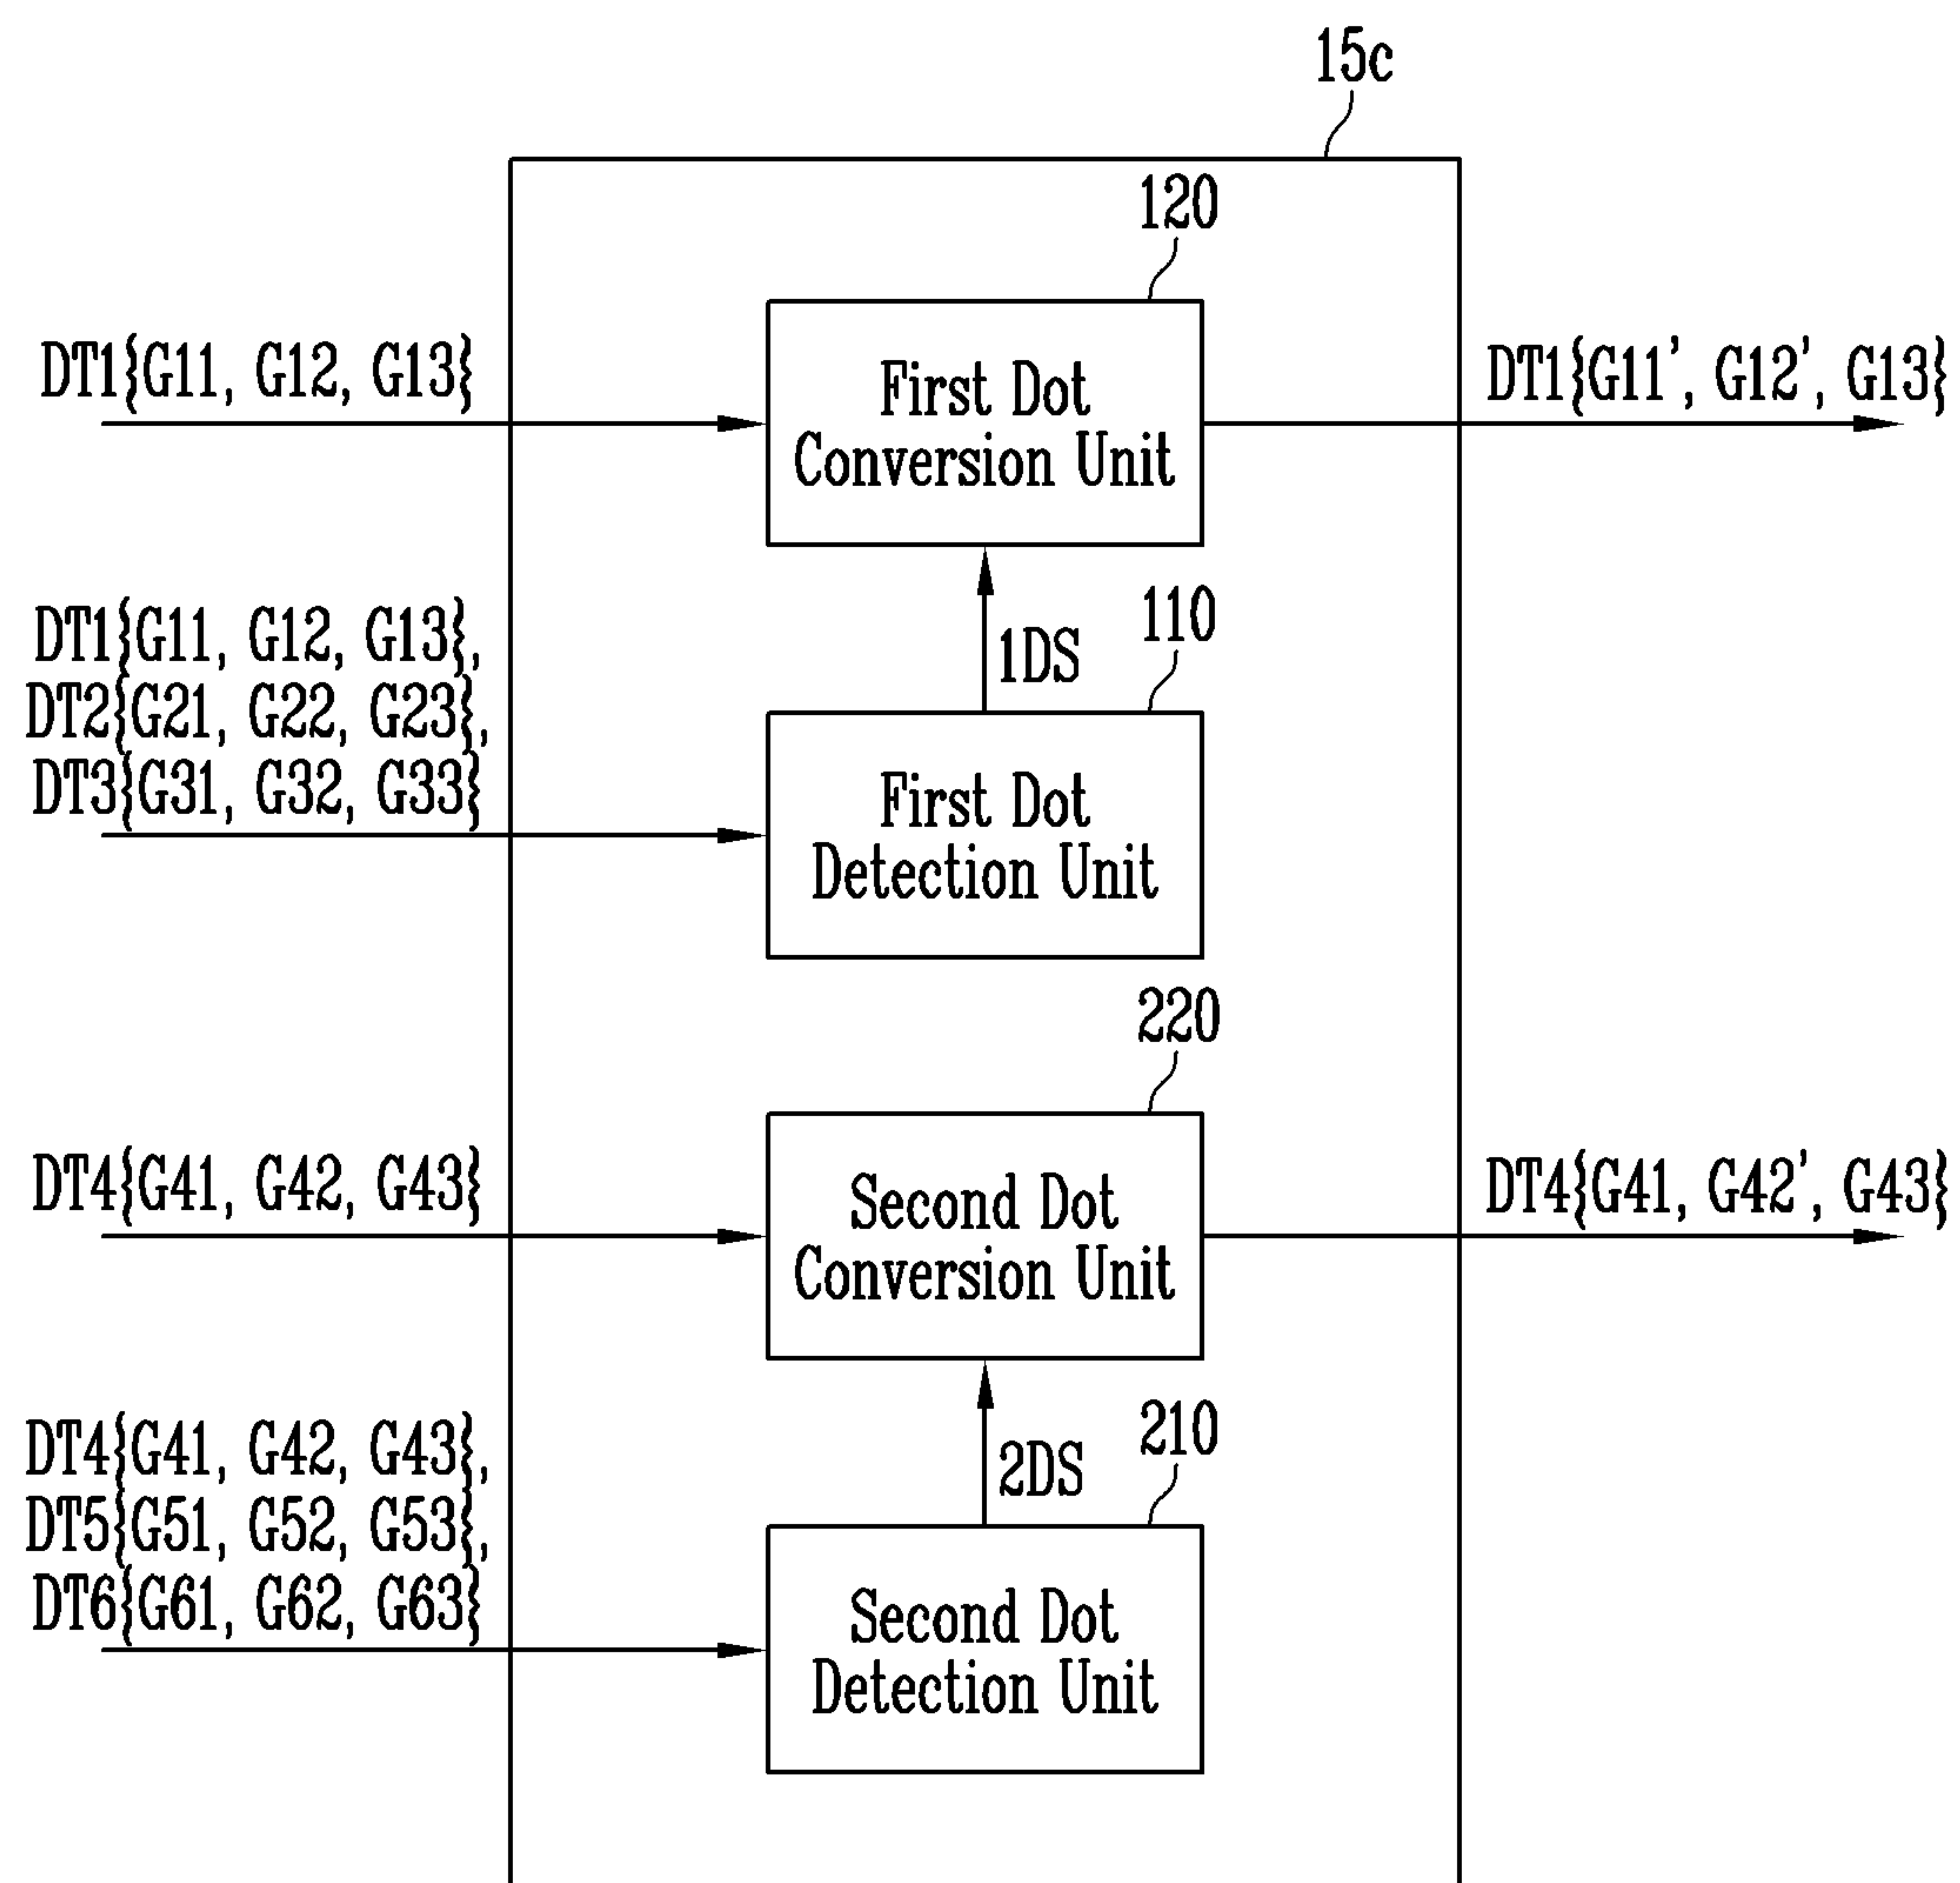 15c
120
DT1{G11, G12, G13}
First Dot
Conversion Unit
DT1{G11', G12', G13}
110
1DS
DT1{G11, G12, G13},
DT2{G21, G22, G23},
DT3{G31, G32, G33}
First Dot
Detection Unit
220
DT4{G41, G42, G43}
Second Dot
Conversion Unit
DT4{G41, G42', G43}
210
2DS
DT4{G41, G42, G43},
DT5{G51, G52, G53},
DT6{G61, G62, G63}
Second Dot
Detection Unit